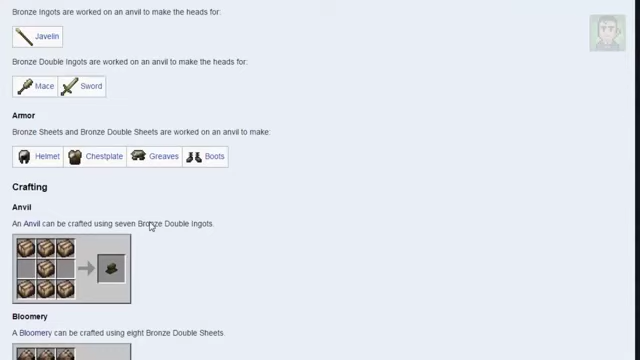 Bronze Ingots are worked on an anvil to make the heads for:
Javelin
Bronze Double Ingots are worked on an anvil to make the heads for:
Mace Sword
Armor
Bronze Sheets and Bronze Double Sheets are worked on an anvil to make:
Helmet Chestplate Greaves Boots
Crafting
Anvil
An Anvil can be crafted using seven Bronze Double Ingots.
Bloomery
A Bloomery can be crafted using eight Bronze Double Sheets.